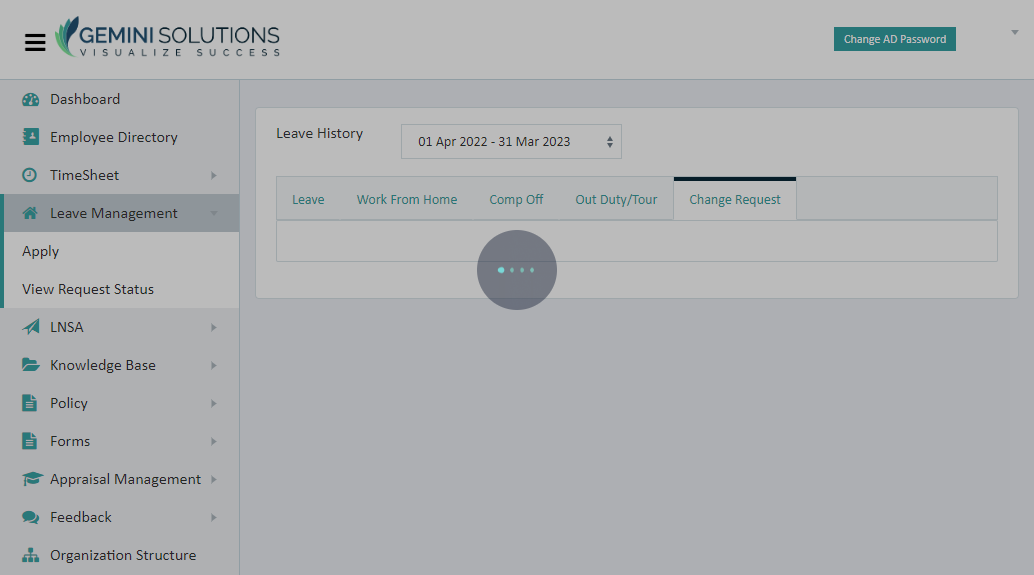 GEMINI SOLUTIONS
VISUALIZE SUCCESS
Change AD Password
Dashboard
Employee Directory
TimeSheet
Leave Management
Apply
View Request Status
LNSA
Knowledge Base
Policy
Forms
Appraisal Management
Feedback
Organization Structure
Leave History
01 Apr 2022 - 31 Mar 2023
Leave
Work From Home
Comp Off
Out Duty/Tour
Change Request